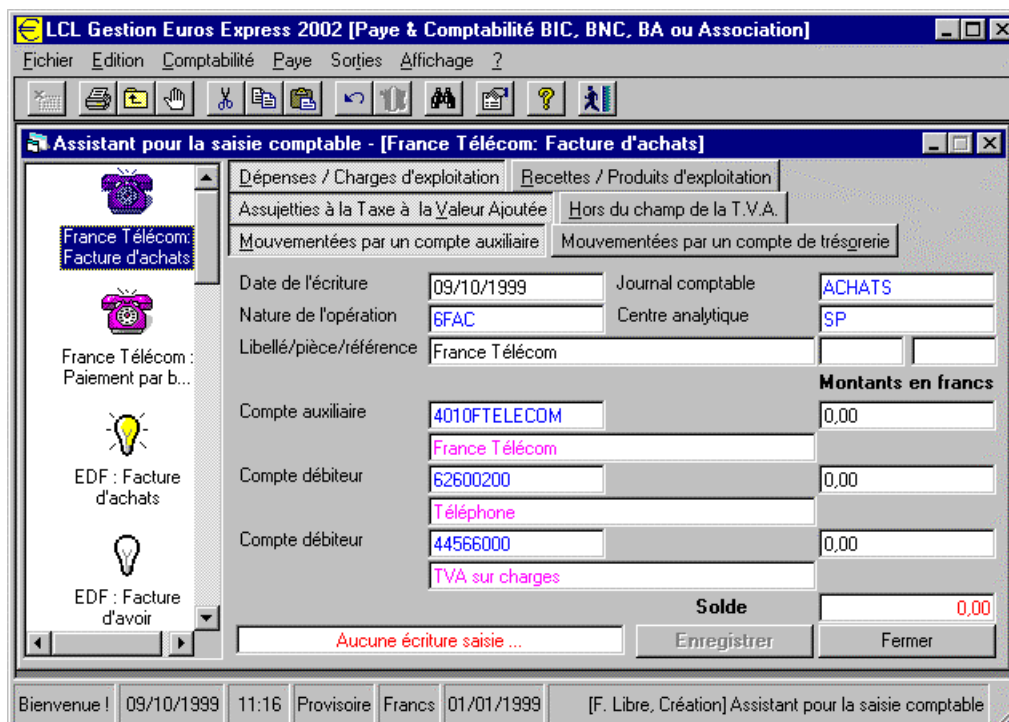 LCL Gestion Euros Express 2002 [Paye & Comptabilité BIC, BNC, BA ou Association]
Fichier Edition Comptabilité Paye Sorties Affichage ?
Assistant pour la saisie comptable - [France Télécom: Facture d'achats]
France Télécom:
Facture d'achats
France Télécom :
Paiement par b...
EDF : Facture
d'achats
EDF : Facture
d'avoir
Dépenses / Charges d'exploitation Recettes / Produits d'exploitation
Assujetties à la Taxe à la Valeur Ajoutée Hors du champ de la T.V.A.
Mouvementées par un compte auxiliaire Mouvementées par un compte de trésorerie
Date de l'écriture 09/10/1999 Journal comptable ACHATS
Nature de l'opération 6FAC Centre analytique SP
Libellé/pièce/référence France Télécom
Montants en francs
Compte auxiliaire 4010FTELECOM 0,00
France Télécom
Compte débiteur 62600200 0,00
Téléphone
Compte débiteur 44566000 0,00
TVA sur charges
Solde 0,00
Aucune écriture saisie ... Enregistrer Fermer
Bienvenue ! 09/10/1999 11:16 Provisoire Francs 01/01/1999 [F. Libre, Création] Assistant pour la saisie comptable